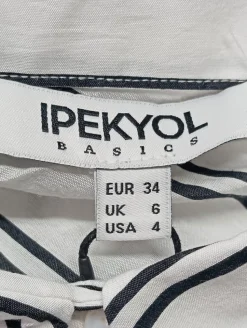 IPEKYOL
BASICS
EUR 34
UK 6
USA 4